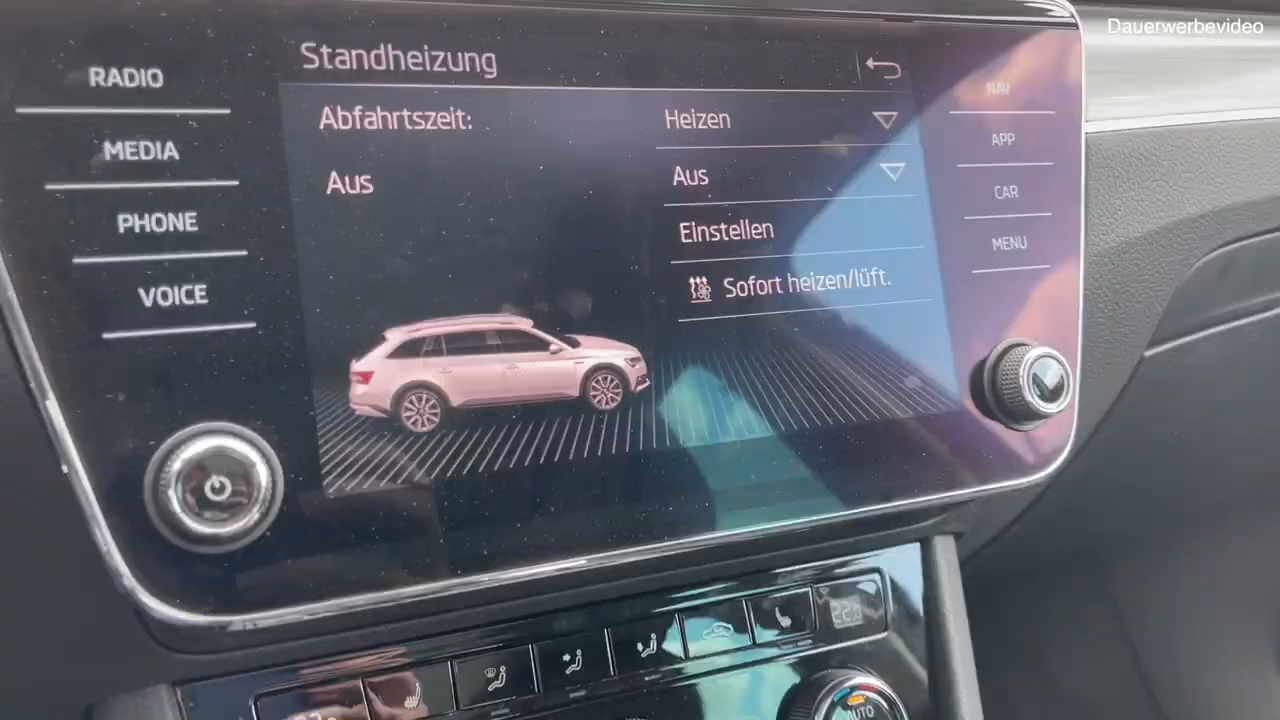 Dauerwerbevideo
Standheizung
RADIO
MEDIA
PHONE
VOICE
Abfahrtszeit:
Aus
Heizen
Aus
Einstellen
Sofort heizen/lüft.
NAV
APP
CAR
MENU
AUTO